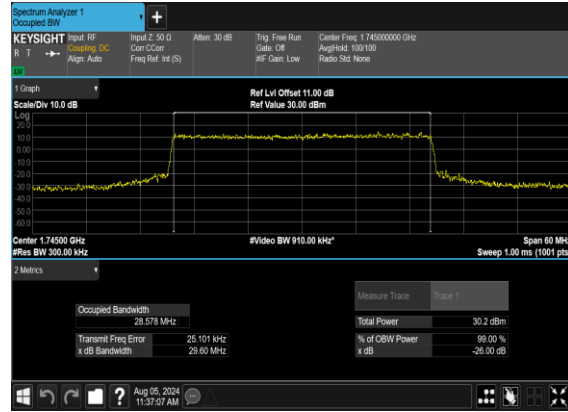 Spectrum Analyzer 1
Occupied BW
KEYSIGHT Input: RF Input Z: 50 Ω Atten: 30 dB Trig: Free Run Center Freq: 1.745000000 GHz
R T Coupling: DC Corr CCorr Gate: Off Avg|Hold: 100/100
Align: Auto Freq Ref: Int (S) #IF Gain: Low Radio Std: None
LM
1 Graph Ref Lvl Offset 11.00 dB
Scale/Div 10.0 dB Ref Value 30.00 dBm
Log
20.0
10.0
0.00
-10.0
-20.0
-30.0
-40.0
-50.0
-60.0
Center 1.74500 GHz #Video BW 910.00 kHz* Span 60 MHz
#Res BW 300.00 kHz Sweep 1.00 ms (1001 pts
2 Metrics
Measure Trace Trace 1
Occupied Bandwidth
28.578 MHz
Total Power 30.2 dBm
Transmit Freq Error 25.101 kHz % of OBW Power 99.00 %
x dB Bandwidth 29.60 MHz x dB -26.00 dB
? Aug 05, 2024
11:37:07 AM